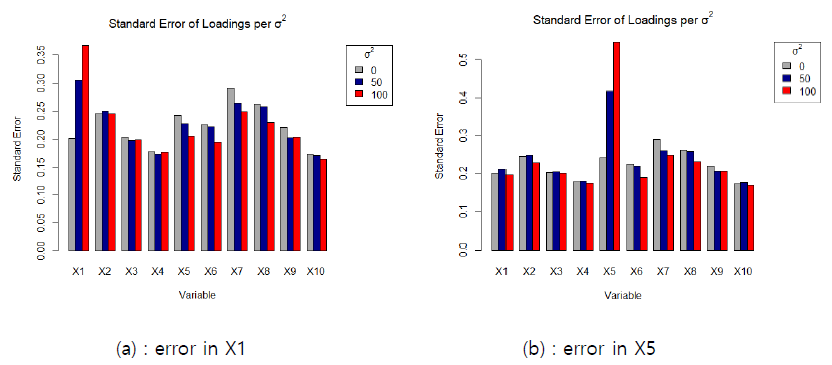 Standard Error of Loadings per σ²
Standard Error
0.00 0.05 0.10 0.15 0.20 0.25 0.30 0.35
σ²
0
50
100
X1 X2 X3 X4 X5 X6 X7 X8 X9 X10
Variable
(a) : error in X1
Standard Error of Loadings per σ²
Standard Error
0.0 0.1 0.2 0.3 0.4 0.5
σ²
0
50
100
X1 X2 X3 X4 X5 X6 X7 X8 X9 X10
Variable
(b) : error in X5